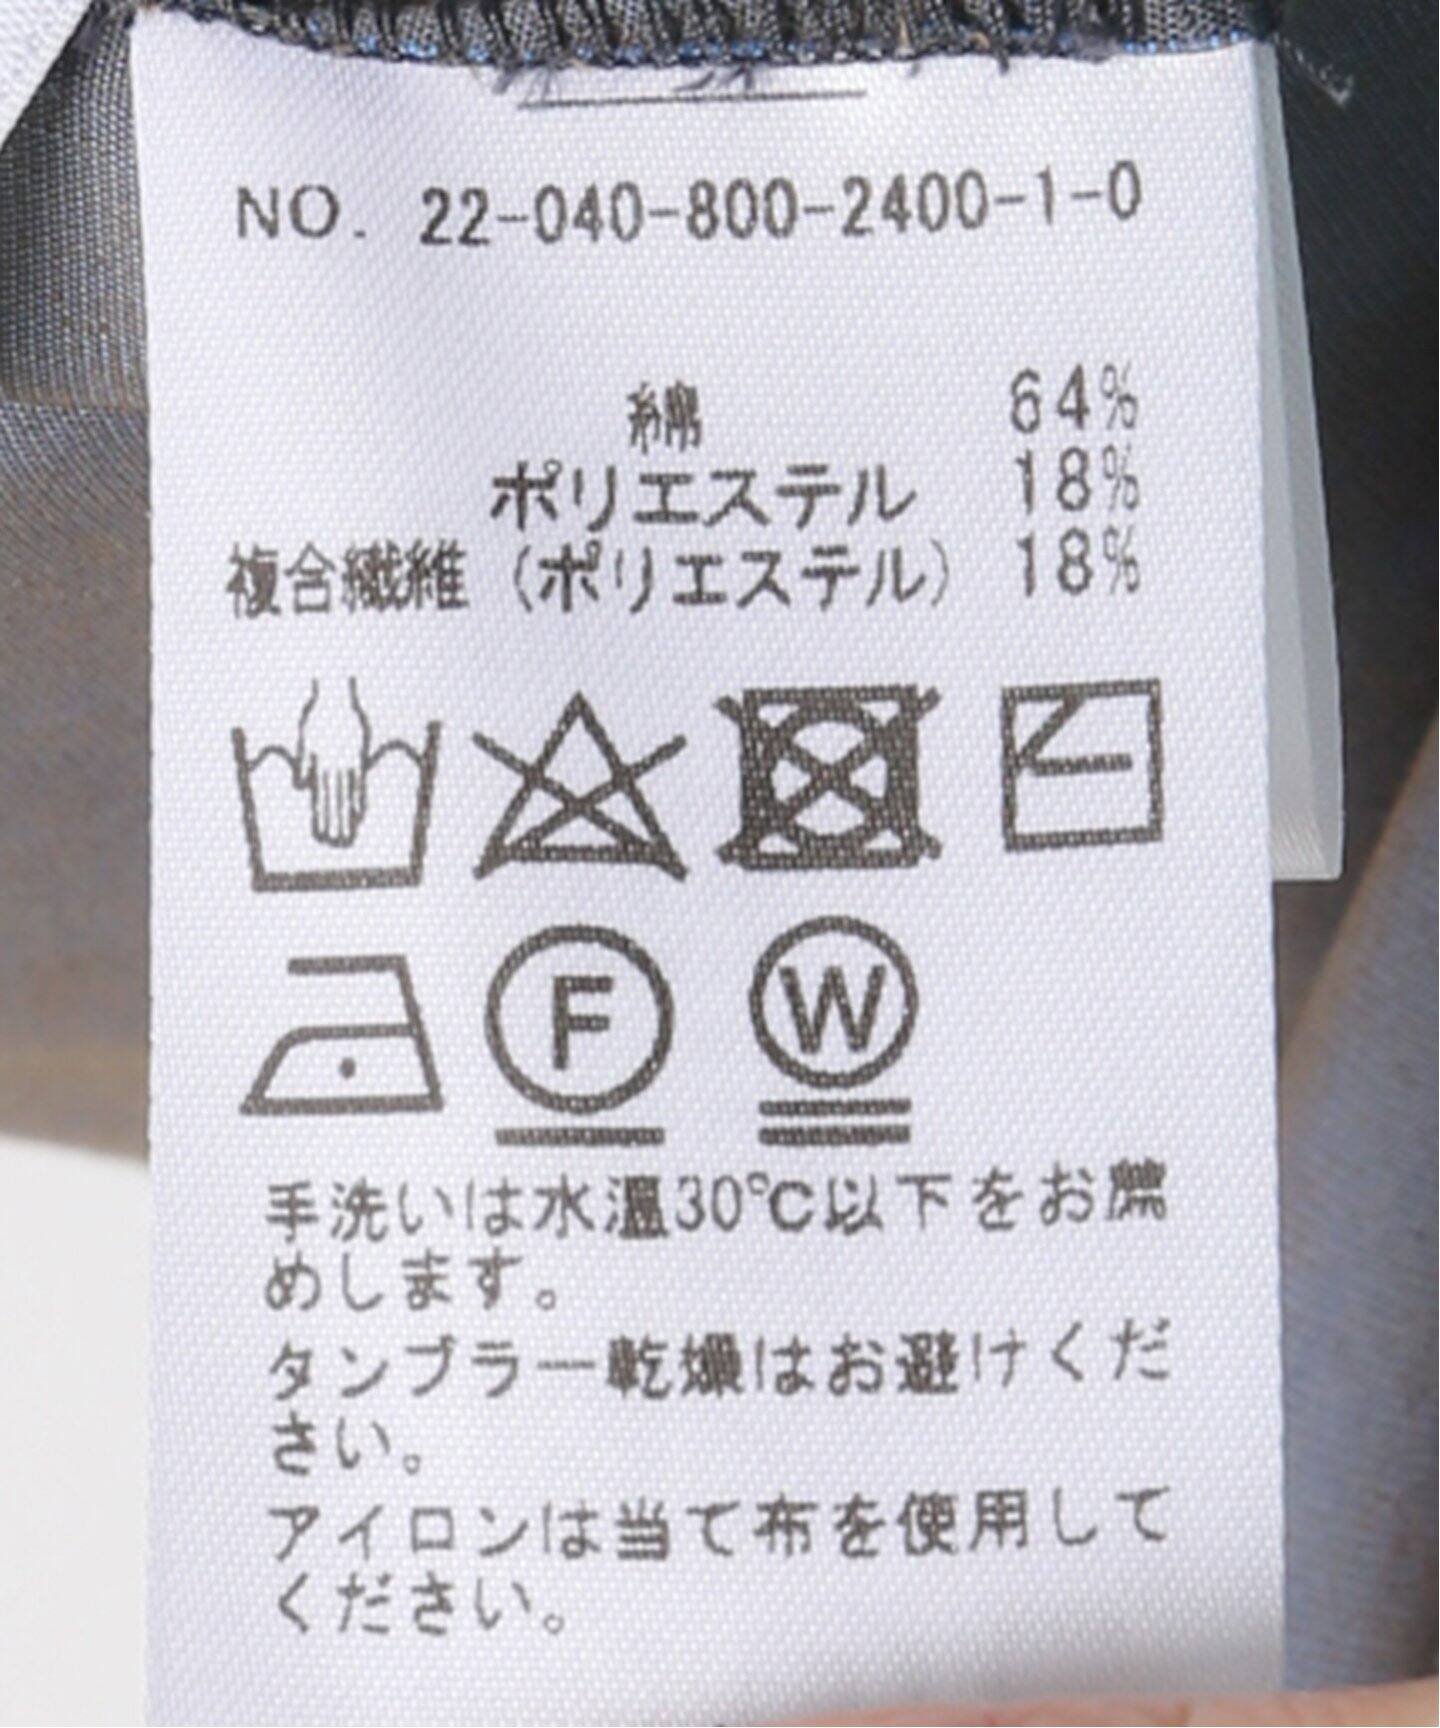 NO. 22-040-800-2400-1-0
綿 64%
ポリエステル 18%
複合繊維（ポリエステル） 18%
F W
手洗いは水温30℃以下をお薦
めします。
タンブラー乾燥はお避けくだ
さい。
アイロンは当て布を使用して
ください。